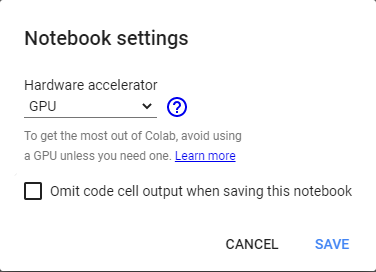 Notebook settings
Hardware accelerator
GPU
?
To get the most out of Colab, avoid using
a GPU unless you need one. Learn more
Omit code cell output when saving this notebook
CANCEL SAVE